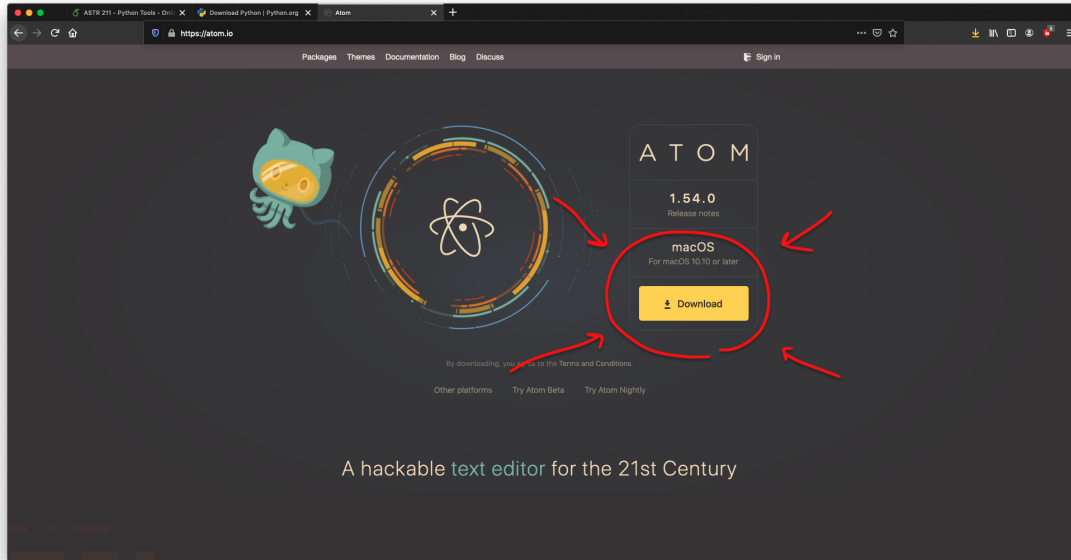 ASTR 211 - Python Tools - Onli
Download Python | Python.org
Atom
https://atom.io
Packages Themes Documentation Blog Discuss Sign in
ATOM
1.54.0
Release notes
macOS
For macOS 10.10 or later
Download
By downloading, you agree to the Terms and Conditions.
Other platforms Try Atom Beta Try Atom Nightly
A hackable text editor for the 21st Century